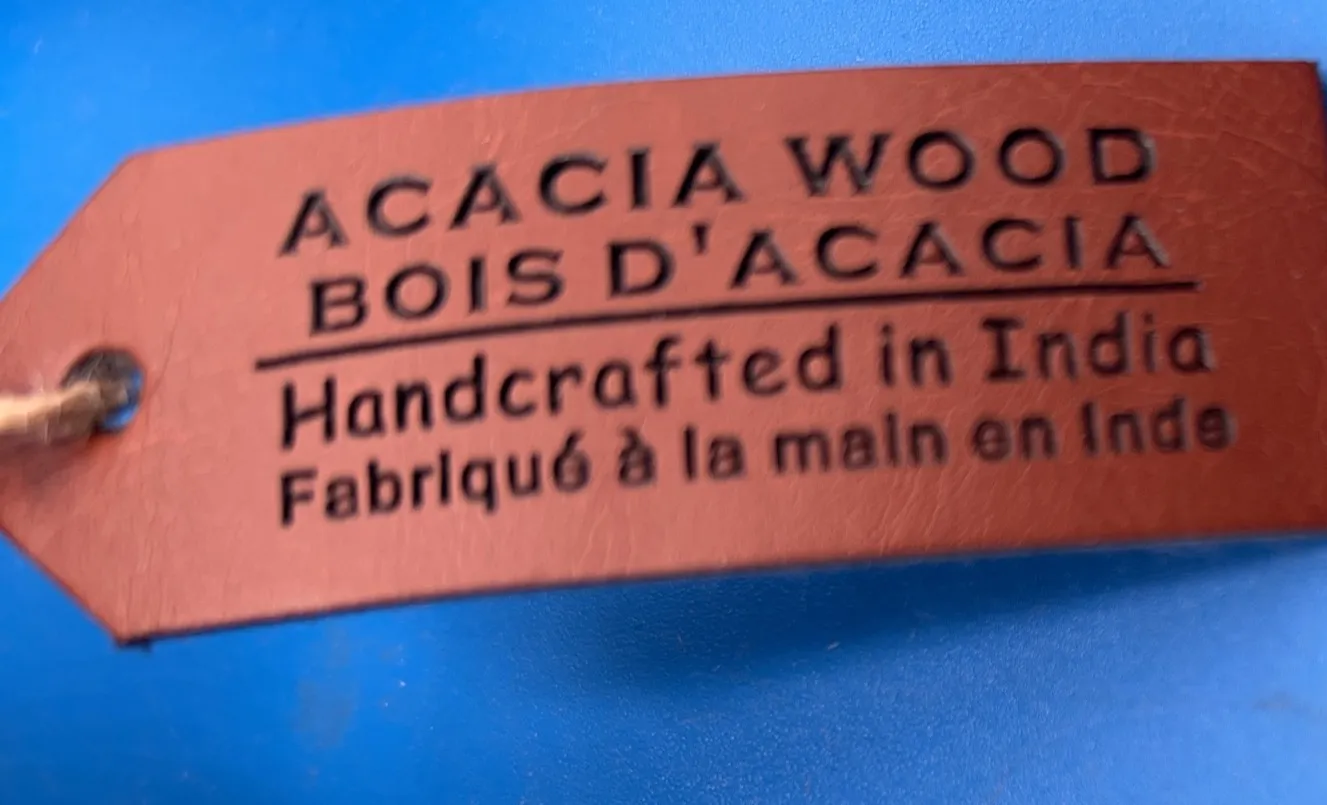 ACACIA WOOD
BOIS D'ACACIA
Handcrafted in India
Fabriqué à la main en Inde